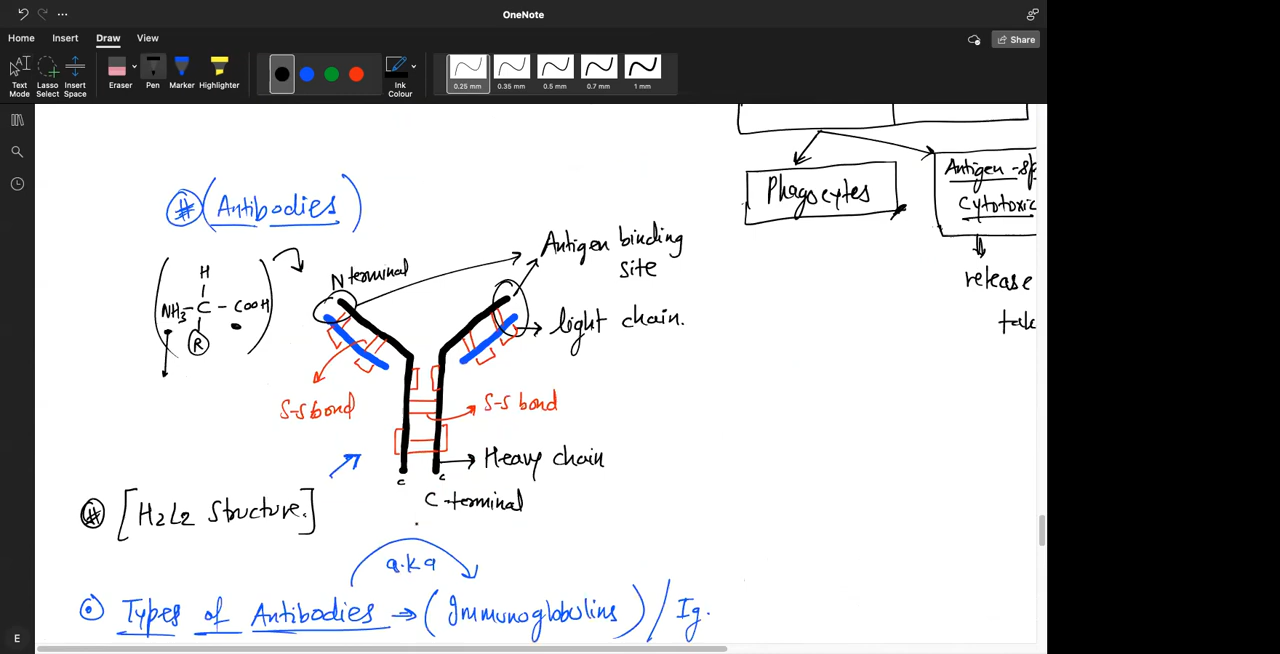 OneNote
Home Insert Draw View
Share
Text Mode
Lasso Select
Insert Space
Eraser
Pen
Marker
Highlighter
Ink Colour
0.25 mm
0.35 mm
0.5 mm
0.7 mm
1 mm
# (Antibodies)
Phagocytes
Antigen -sp
Cytotoxic
release
tak
H
NH3 - C - COOH
R
N terminal
Antigen binding
site
light chain.
S-S bond
S-S bond
Heavy chain
c c
C-terminal
# [H2L2 Structure.]
a.k.a
Types of Antibodies → (Immunoglobulins) / Ig.
E